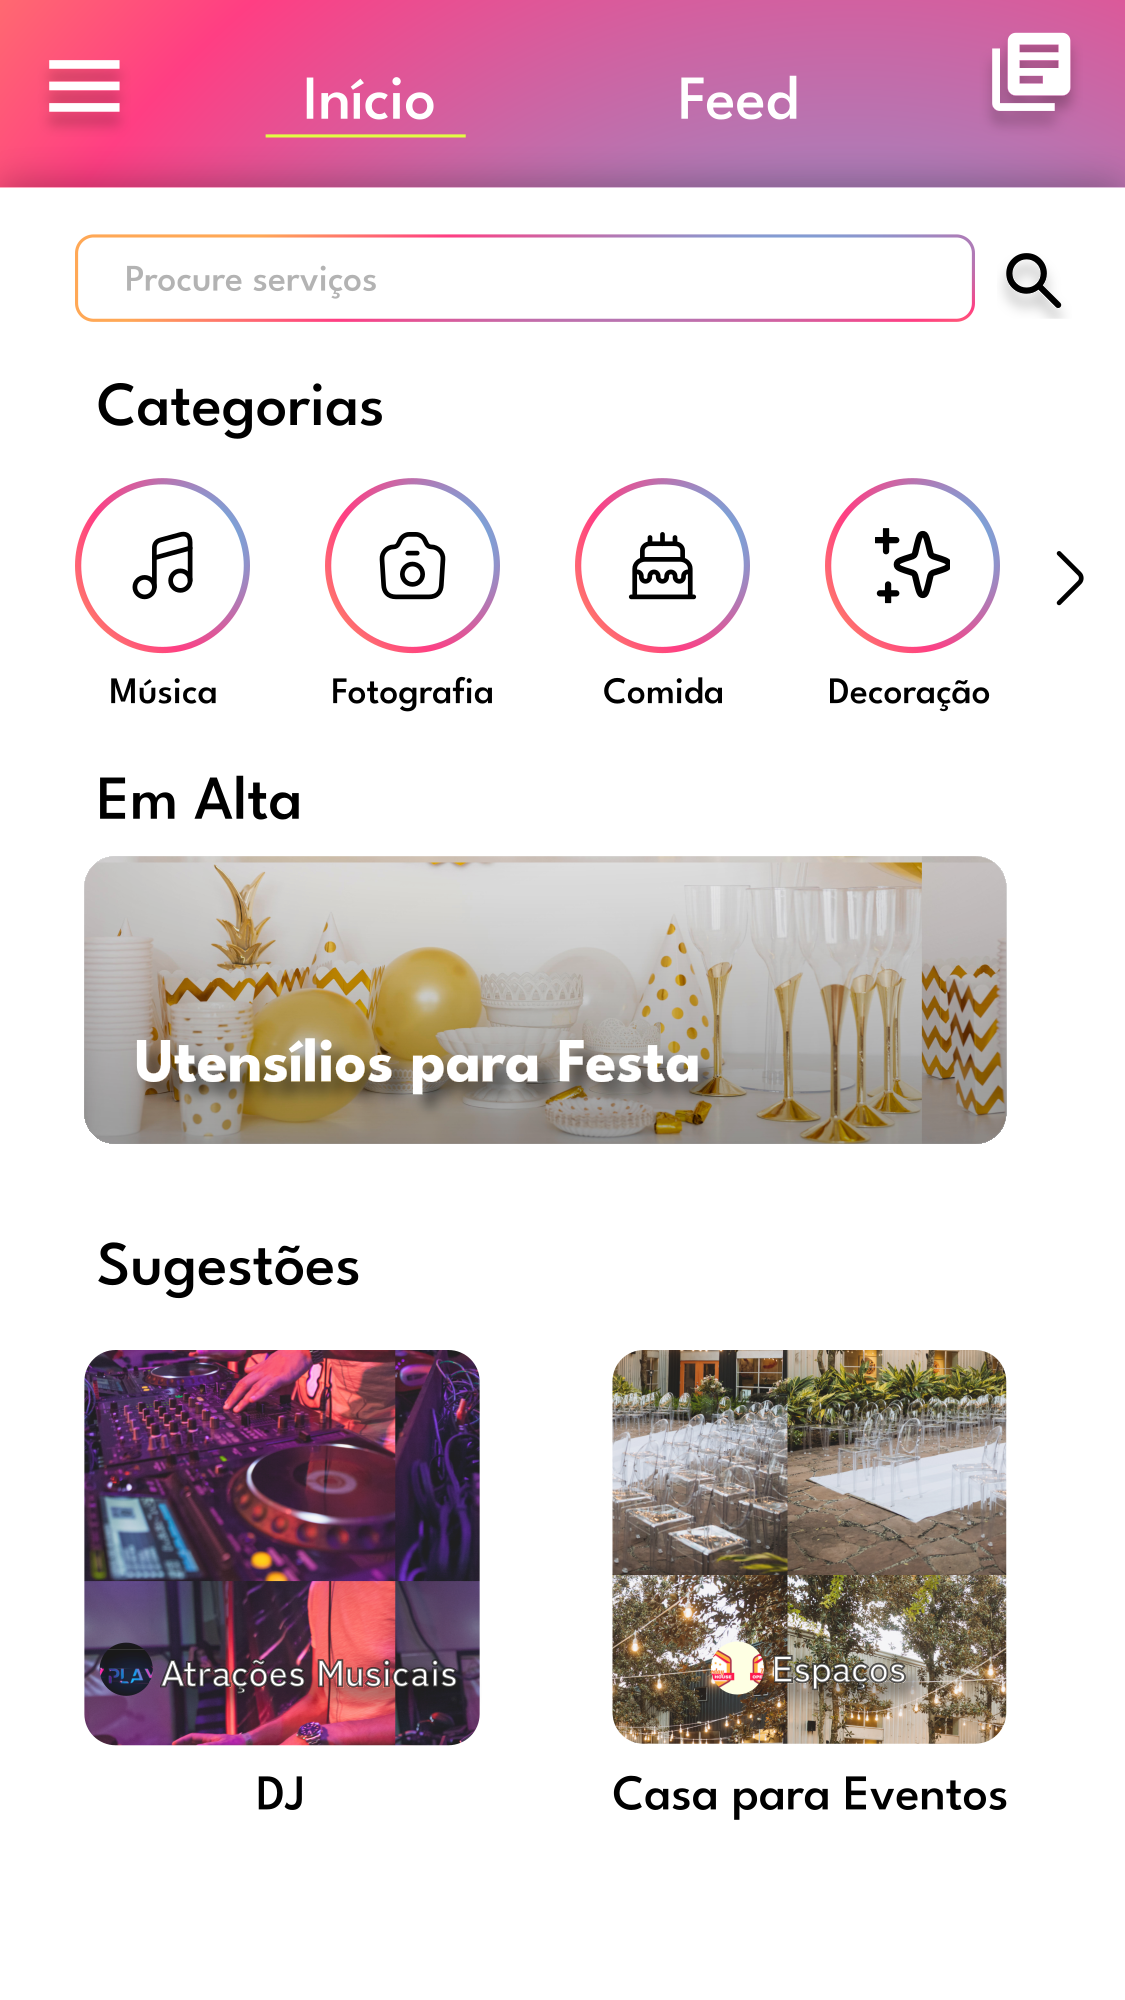 Início
Feed
Procure serviços
Categorias
Música
Fotografia
Comida
Decoração
Em Alta
Utensílios para Festa
Sugestões
PLAY
Atrações Musicais
HOUSE
Espaços
DJ
Casa para Eventos